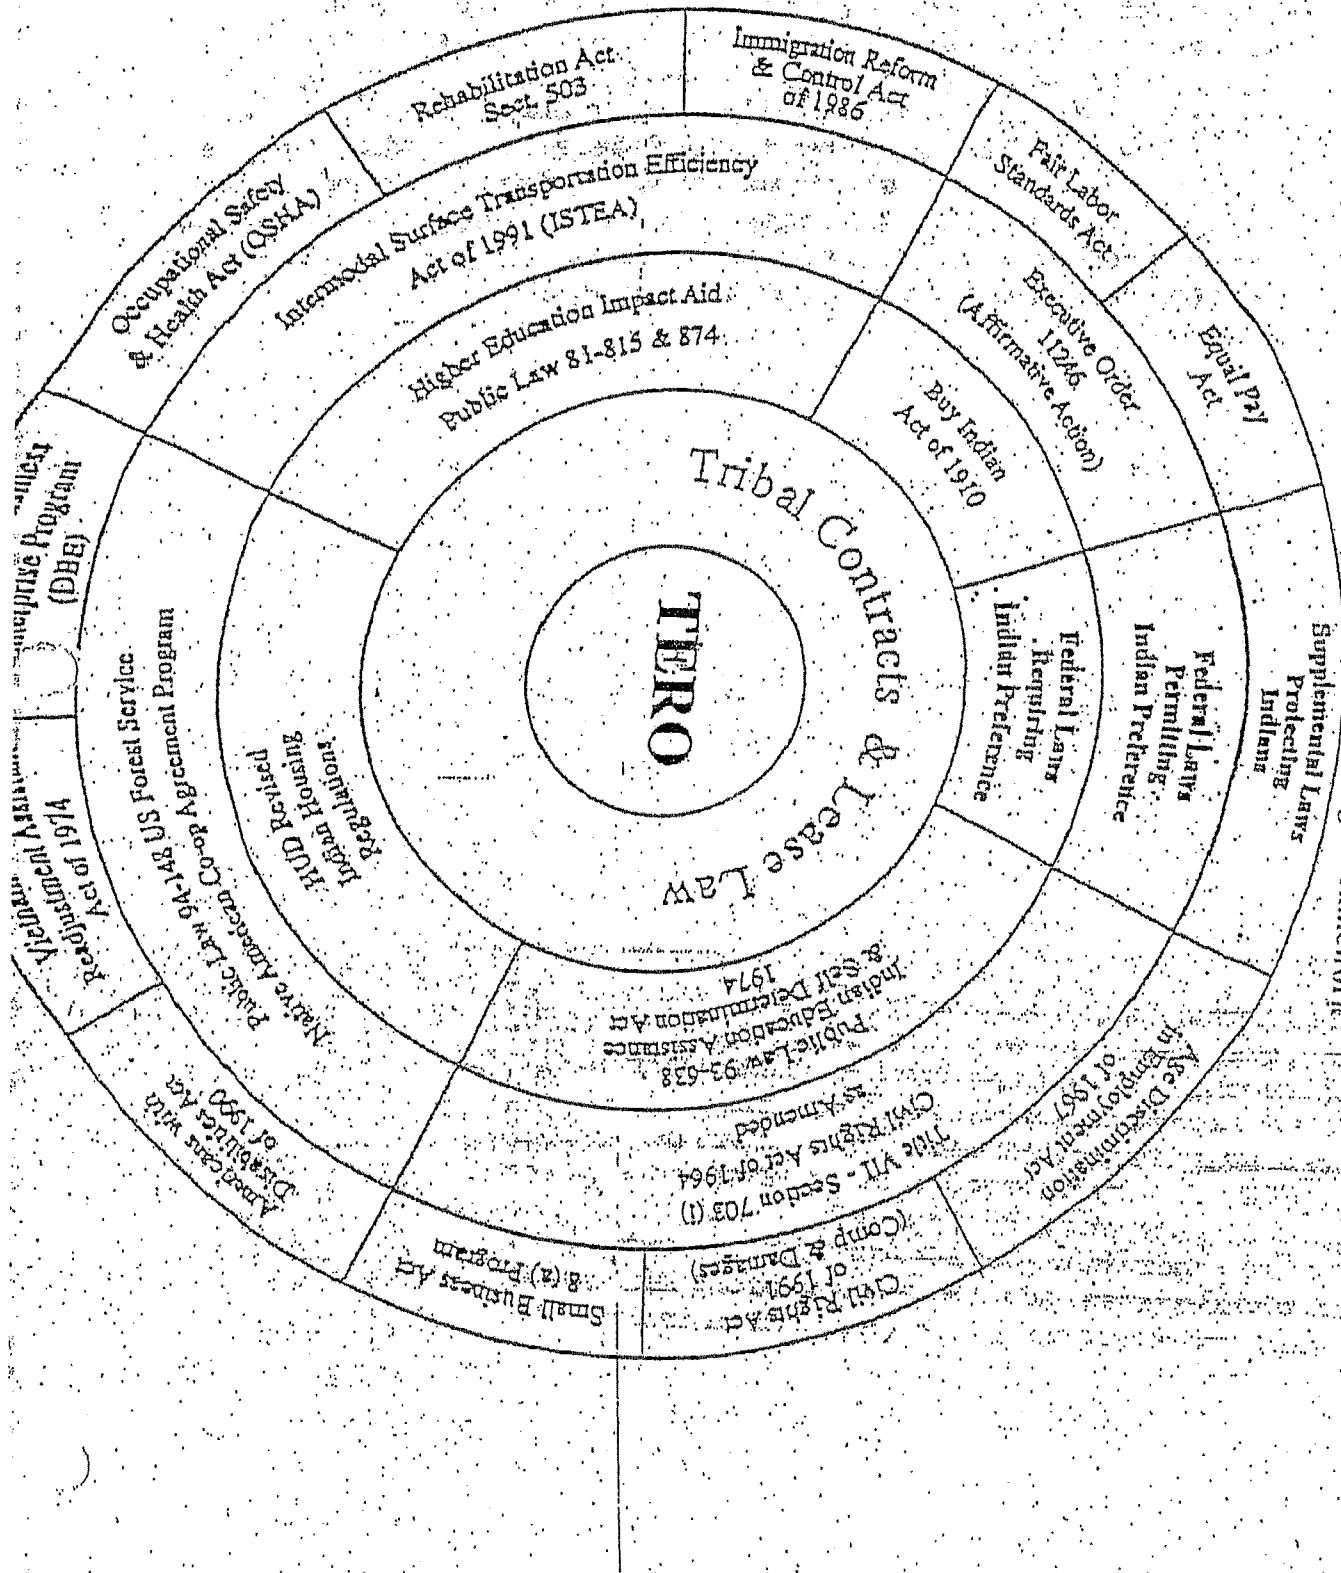 TERO
Tribal Contracts & Lease Law
Federal Laws
Requiring
Indian Preference
Buy Indian
Act of 1910
Higher Education Impact Aid
Public Law 81-815 & 874
HUD Revised
Indian Housing
Regulations
Public Law 93-638
Indian Education Assistance
& Self Determination Act
1974
Federal Laws
Permitting
Indian Preference
Executive Order
11246
(Affirmative Action)
Intermodal Surface Transportation Efficiency
Act of 1991 (ISTEA)
Public Law 94-148 US Forest Service
Native American Co-op Agreement Program
Title VII - Section 703 (I)
Civil Rights Act of 1964
as Amended
Supplemental Laws
Protecting
Indians
Equal Pay
Act
Fair Labor
Standards Act
Immigration Reform
& Control Act
of 1986
Rehabilitation Act
Sect. 503
Occupational Safety
& Health Act (OSHA)
Program
(DBE)
Vietnam
Readjustment
Act of 1974
Americans with
Disabilities Act
of 1990
Small Business Act
8 (a) Program
Civil Rights Act
of 1991
(Comp & Damages)
Age Discrimination
in Employment Act
of 1967